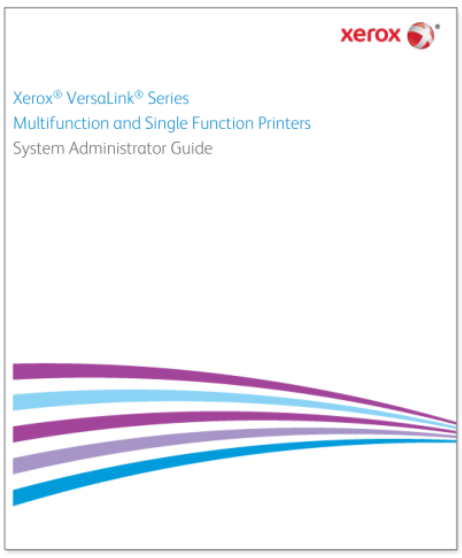 xerox
Xerox® VersaLink® Series
Multifunction and Single Function Printers
System Administrator Guide